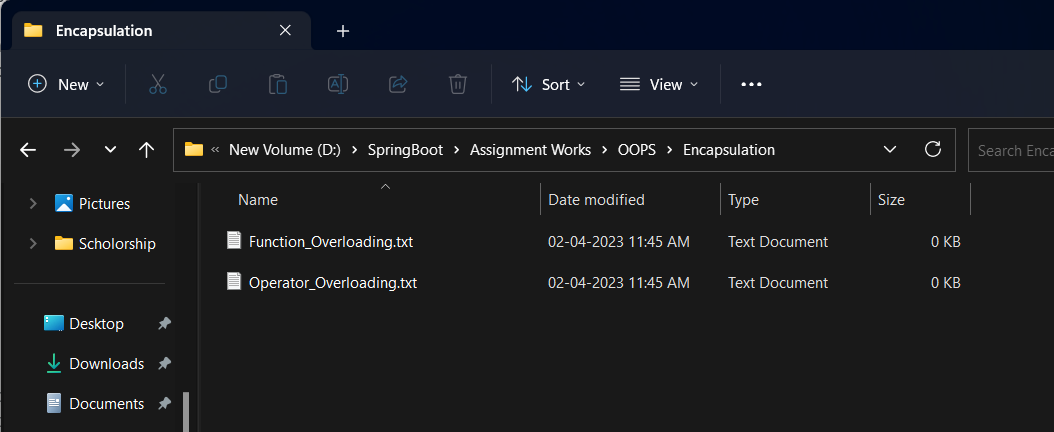 Encapsulation
New Sort View
New Volume (D:) SpringBoot Assignment Works OOPS Encapsulation Search Enca
Name Date modified Type Size
Pictures
Function_Overloading.txt 02-04-2023 11:45 AM Text Document 0 KB
Scholorship
Operator_Overloading.txt 02-04-2023 11:45 AM Text Document 0 KB
Desktop
Downloads
Documents